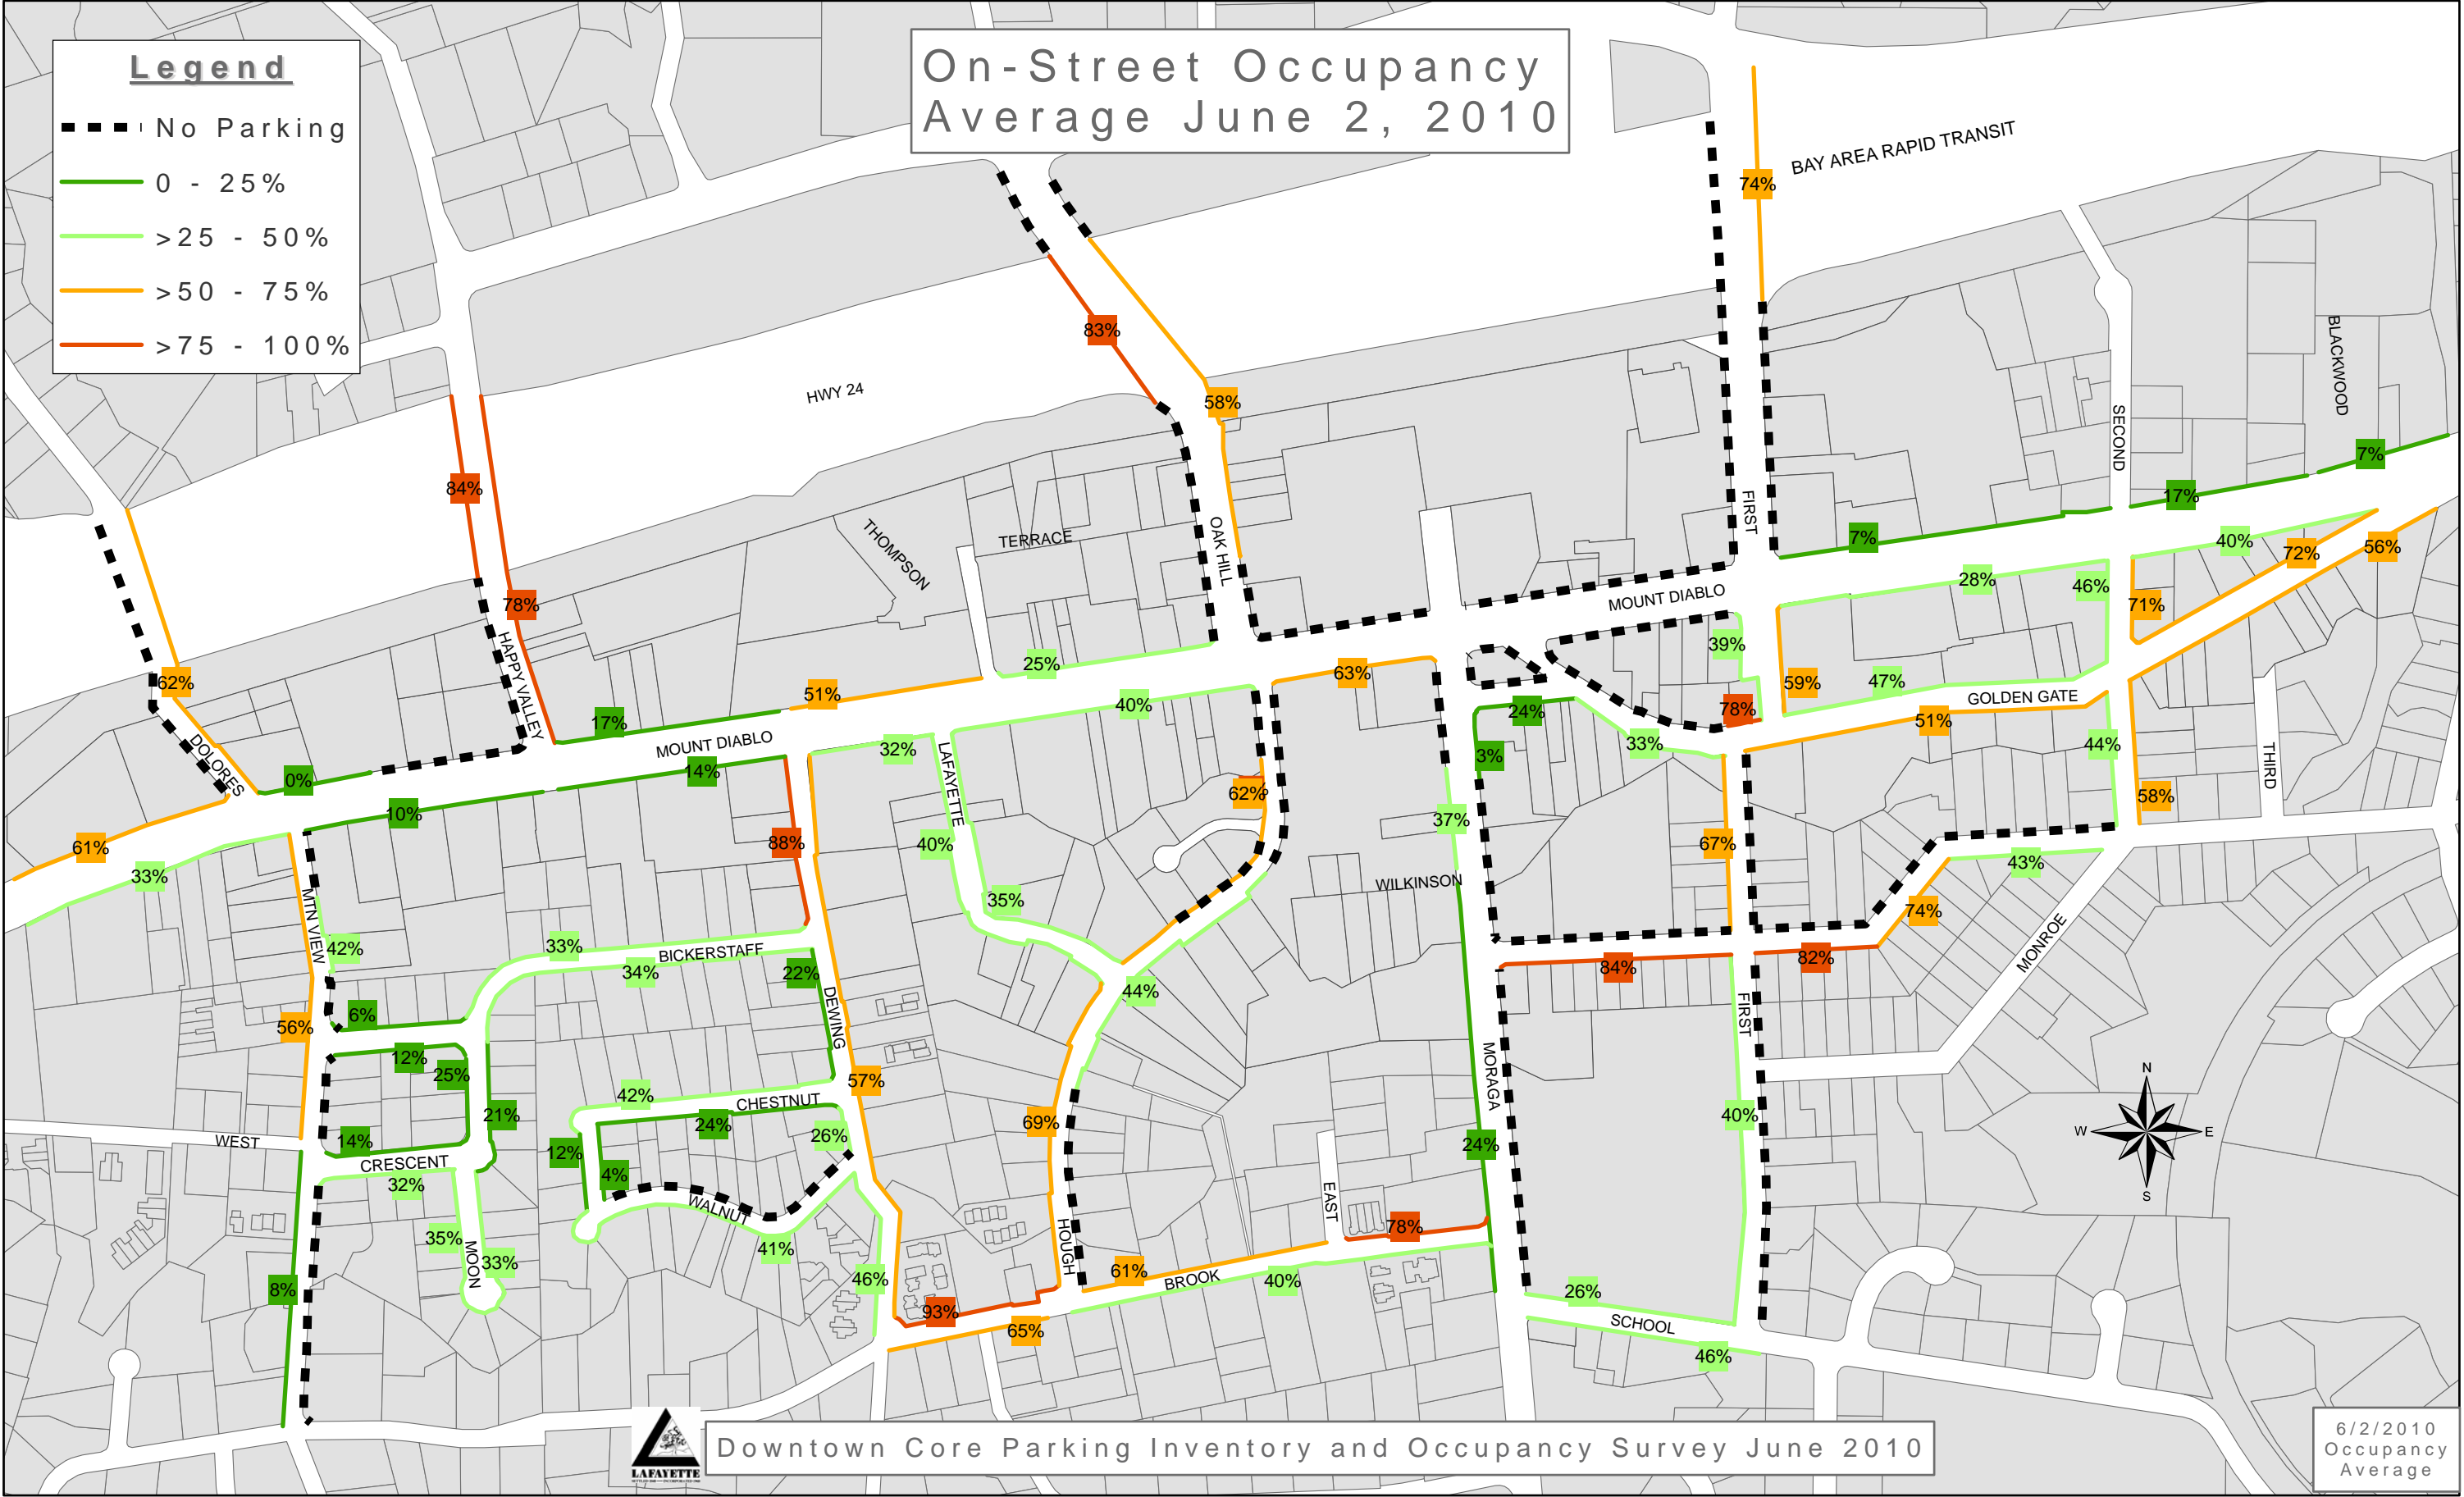 On-Street Occupancy
Average June 2, 2010
Legend
No Parking
0 - 25%
>25 - 50%
>50 - 75%
>75 - 100%
BAY AREA RAPID TRANSIT
74%
83%
HWY 24
58%
BLACKWOOD
SECOND
7%
84%
17%
FIRST
THOMPSON
TERRACE
OAK HILL
7%
40%
72%
56%
28%
46%
78%
MOUNT DIABLO
71%
HAPPY VALLEY
39%
25%
63%
62%
51%
59%
47%
GOLDEN GATE
40%
24%
78%
51%
17%
33%
44%
DOLORES
MOUNT DIABLO
32%
LAFAYETTE
3%
THIRD
0%
14%
62%
58%
10%
37%
61%
88%
40%
67%
33%
43%
WILKINSON
35%
74%
MTN VIEW
42%
33%
BICKERSTAFF
34%
22%
84%
82%
MONROE
44%
DEWING
6%
56%
FIRST
12%
25%
57%
MORAGA
42%
CHESTNUT
21%
24%
69%
40%
26%
WEST
14%
12%
24%
CRESCENT
4%
32%
WALNUT
EAST
78%
35%
MOON
33%
41%
HOUGH
46%
61%
BROOK
40%
8%
26%
93%
65%
SCHOOL
46%
N
W
E
S
LAFAYETTE
Downtown Core Parking Inventory and Occupancy Survey June 2010
6/2/2010
Occupancy
Average